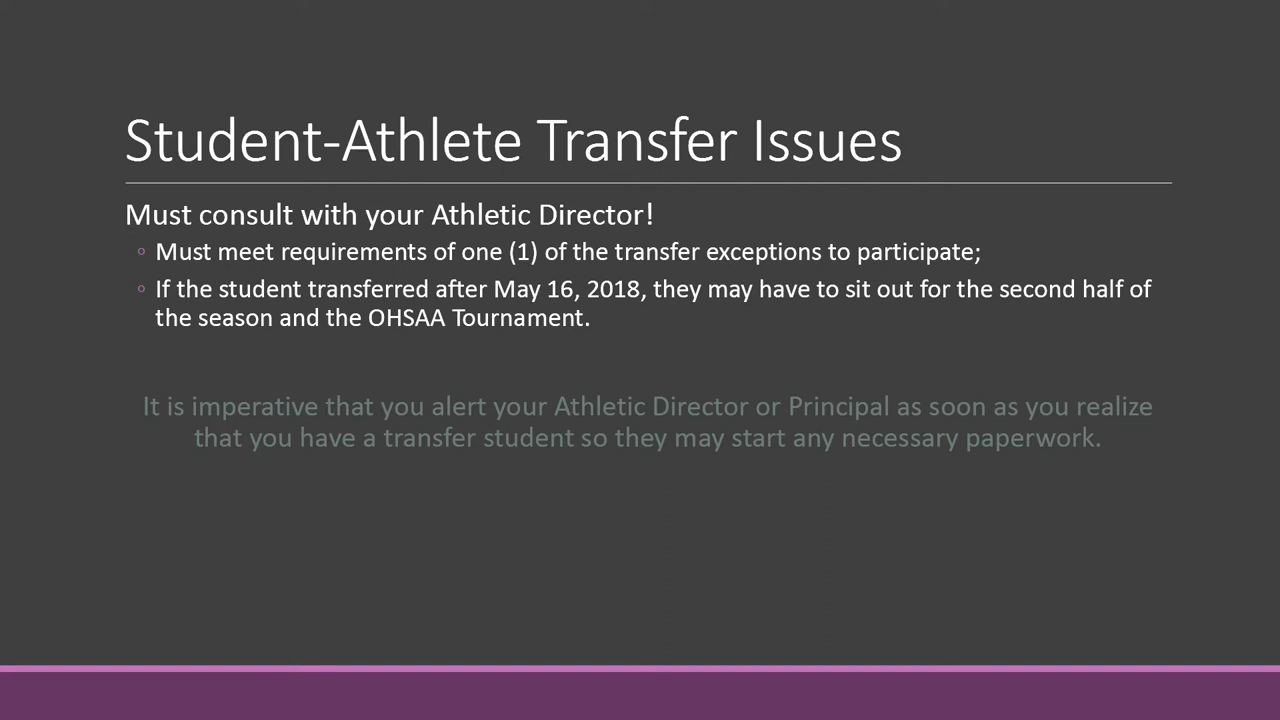 Student-Athlete Transfer Issues
Must consult with your Athletic Director!
◦ Must meet requirements of one (1) of the transfer exceptions to participate;
◦ If the student transferred after May 16, 2018, they may have to sit out for the second half of
the season and the OHSAA Tournament.
It is imperative that you alert your Athletic Director or Principal as soon as you realize
that you have a transfer student so they may start any necessary paperwork.